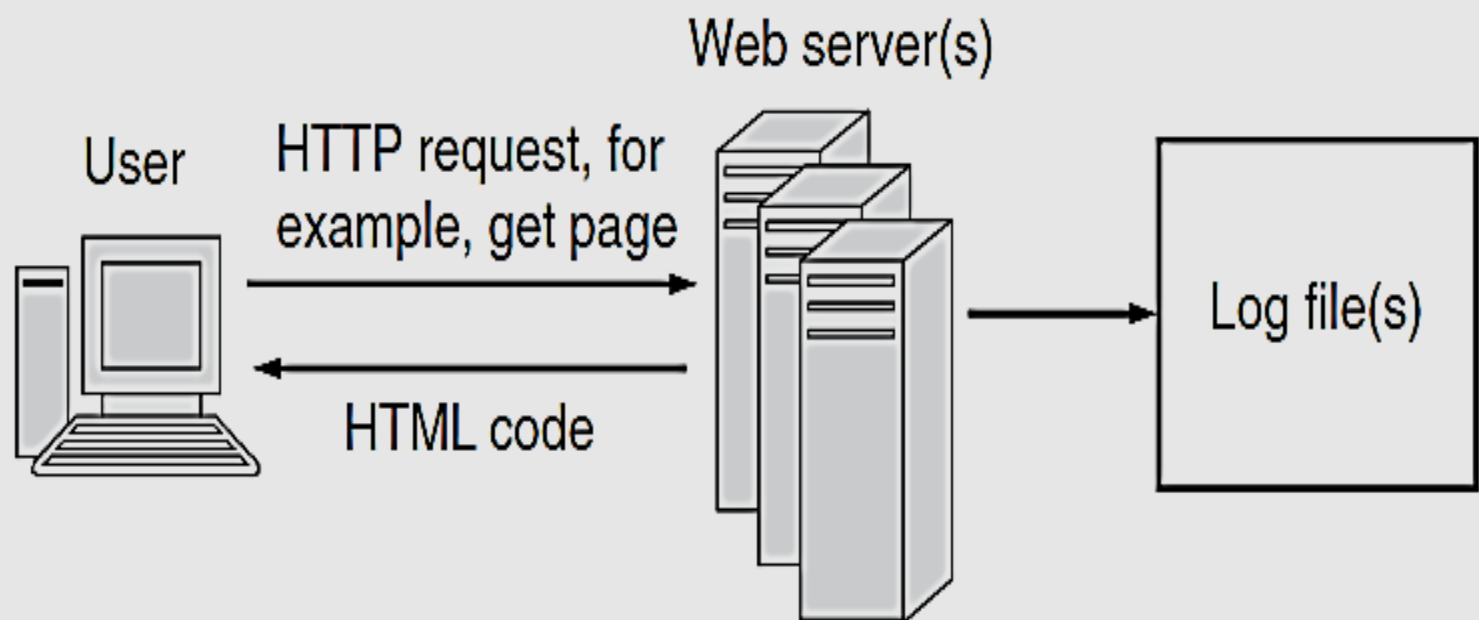 Web server(s)
User
HTTP request, for
example, get page
HTML code
Log file(s)